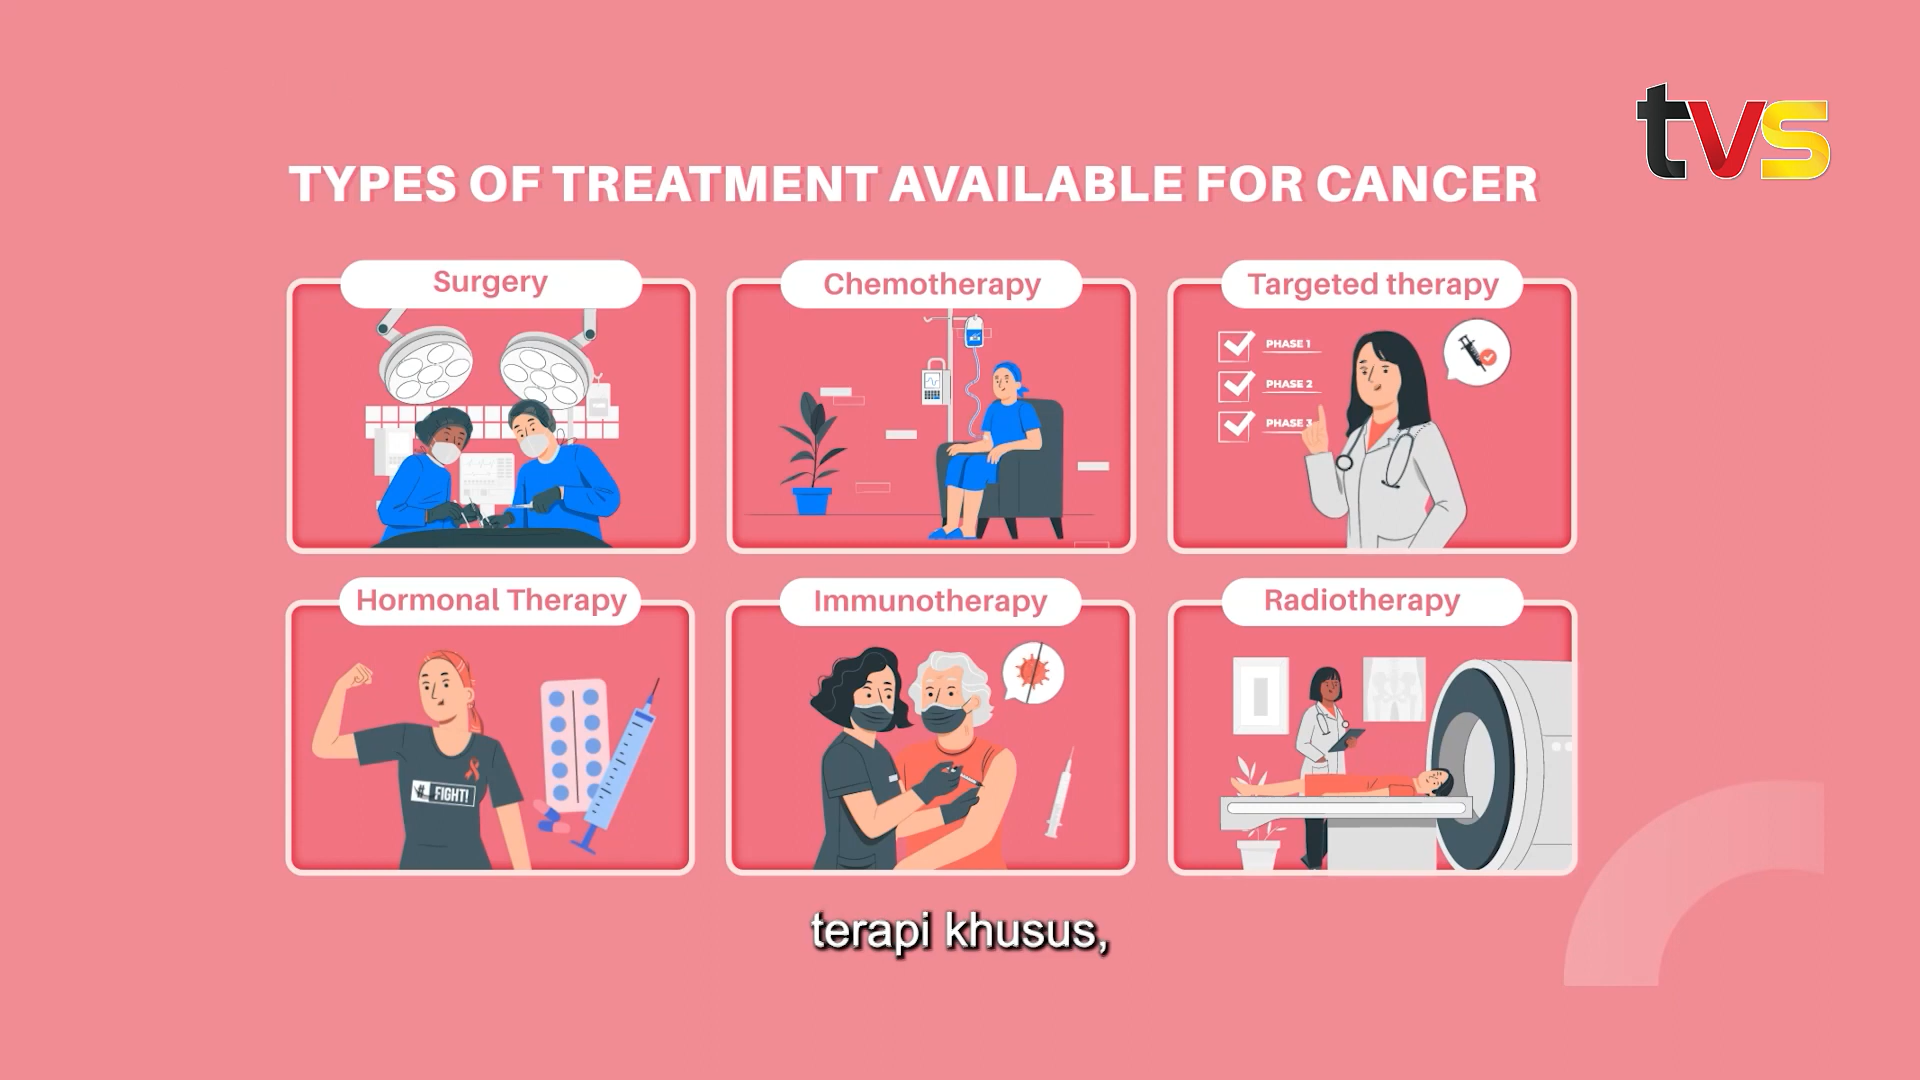 tvs
TYPES OF TREATMENT AVAILABLE FOR CANCER
Surgery
Chemotherapy
Targeted therapy
PHASE 1
PHASE 2
PHASE 3
Hormonal Therapy
Immunotherapy
Radiotherapy
FIGHT!
terapi khusus,